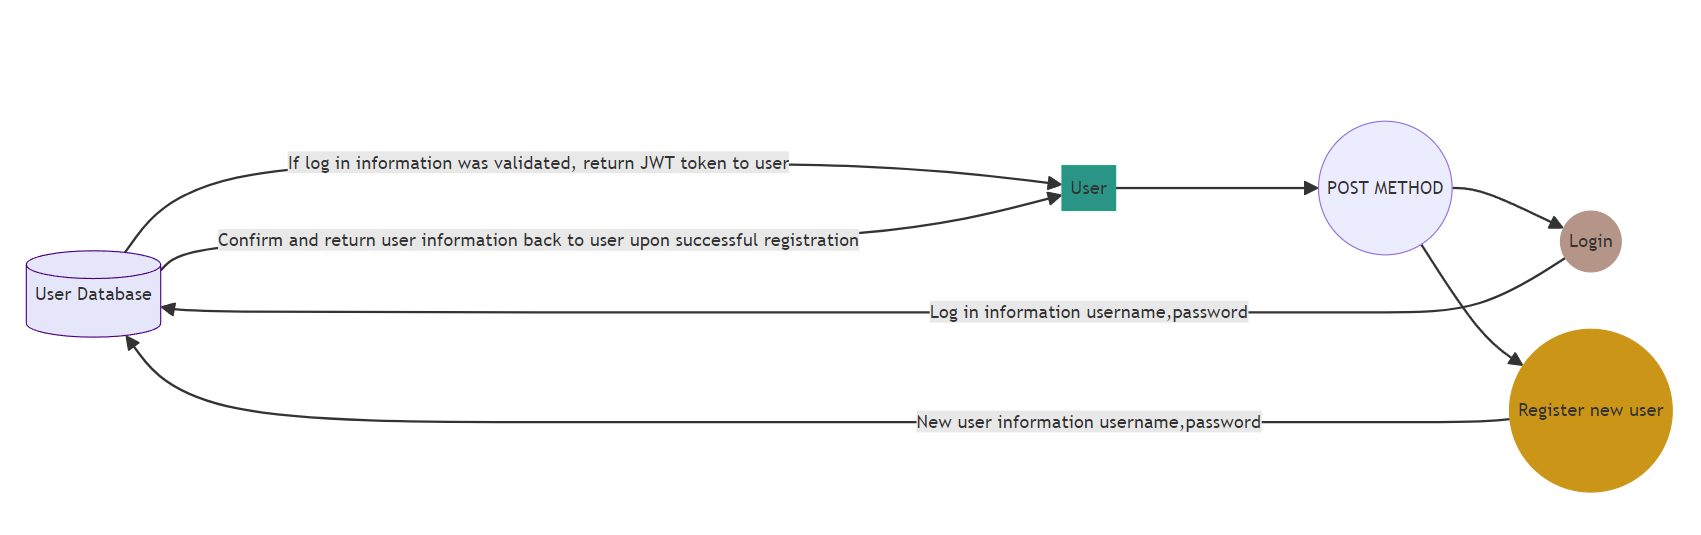 If log in information was validated, return JWT token to user
User
POST METHOD
Confirm and return user information back to user upon successful registration
Login
User Database
Log in information username,password
Register new user
New user information username,password